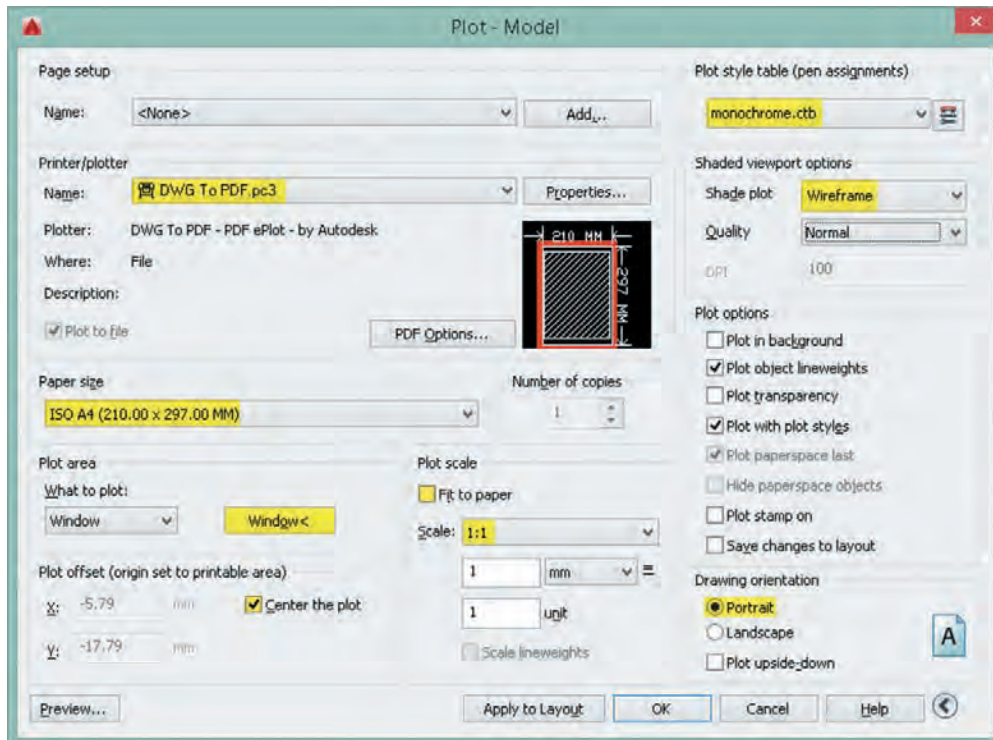 Plot - Model
Page setup
Name:
<None>
Add...
Printer/plotter
Name:
DWG To PDF.pc3
Properties...
Plotter:
DWG To PDF - PDF ePlot - by Autodesk
Where:
File
Description:
Plot to file
PDF Options...
210 MM
297 MM
Paper size
ISO A4 (210.00 x 297.00 MM)
Number of copies
1
Plot area
What to plot:
Window
Window<
Plot offset (origin set to printable area)
X:
-5.79
mm
Center the plot
Y:
-17.79
mm
Plot scale
Fit to paper
Scale:
1:1
1
mm
=
1
unit
Scale lineweights
Plot style table (pen assignments)
monochrome.ctb
Shaded viewport options
Shade plot
Wireframe
Quality
Normal
DPI
100
Plot options
Plot in background
Plot object lineweights
Plot transparency
Plot with plot styles
Plot paperspace last
Hide paperspace objects
Plot stamp on
Save changes to layout
Drawing orientation
Portrait
Landscape
Plot upside-down
A
Preview...
Apply to Layout
OK
Cancel
Help